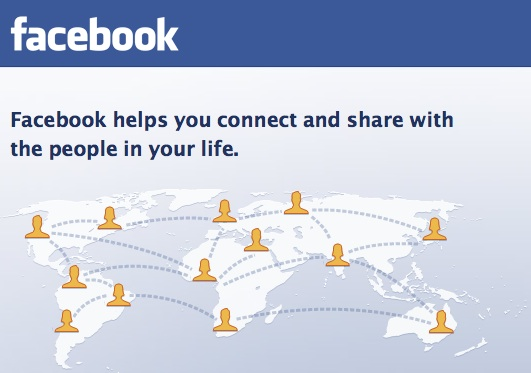 facebook
Facebook helps you connect and share with
the people in your life.